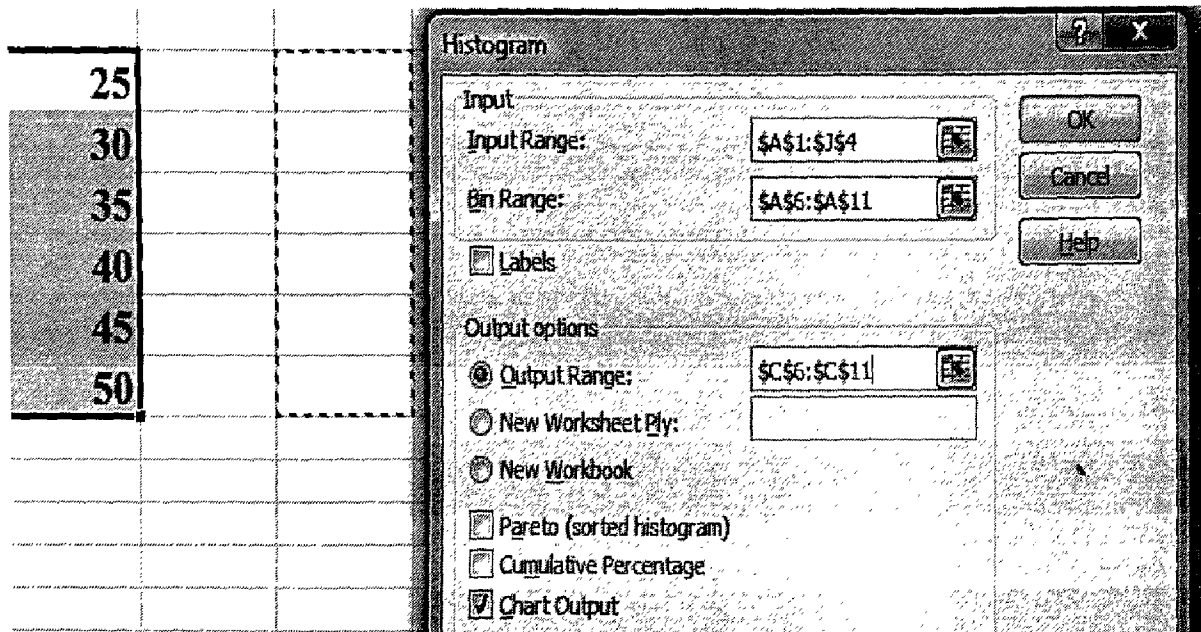 25
30
35
40
45
50
Histogram
? X
Input
Input Range: $A$1:$J$4
Bin Range: $A$6:$A$11
Labels
Output options
Output Range: $C$6:$C$11
New Worksheet Ply:
New Workbook
Pareto (sorted histogram)
Cumulative Percentage
Chart Output
OK
Cancel
Help